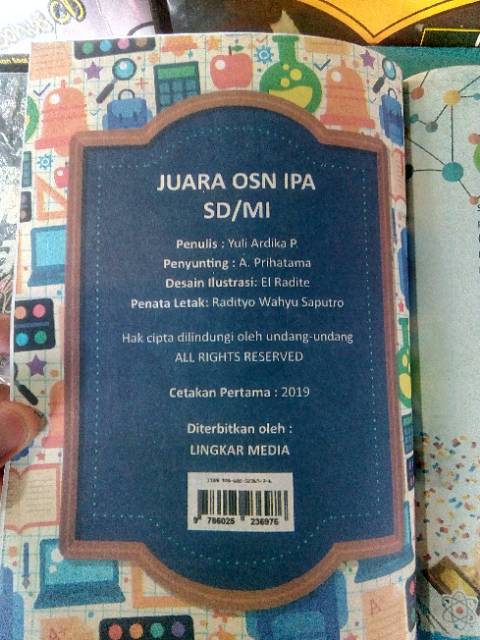 JUARA OSN IPA
SD/MI
Penulis : Yuli Ardika P.
Penyunting : A. Prihatama
Desain Ilustrasi: El Radite
Penata Letak: Radityo Wahyu Saputro
Hak cipta dilindungi oleh undang-undang
ALL RIGHTS RESERVED
Cetakan Pertama : 2019
Diterbitkan oleh :
LINGKAR MEDIA
9 786025 236976